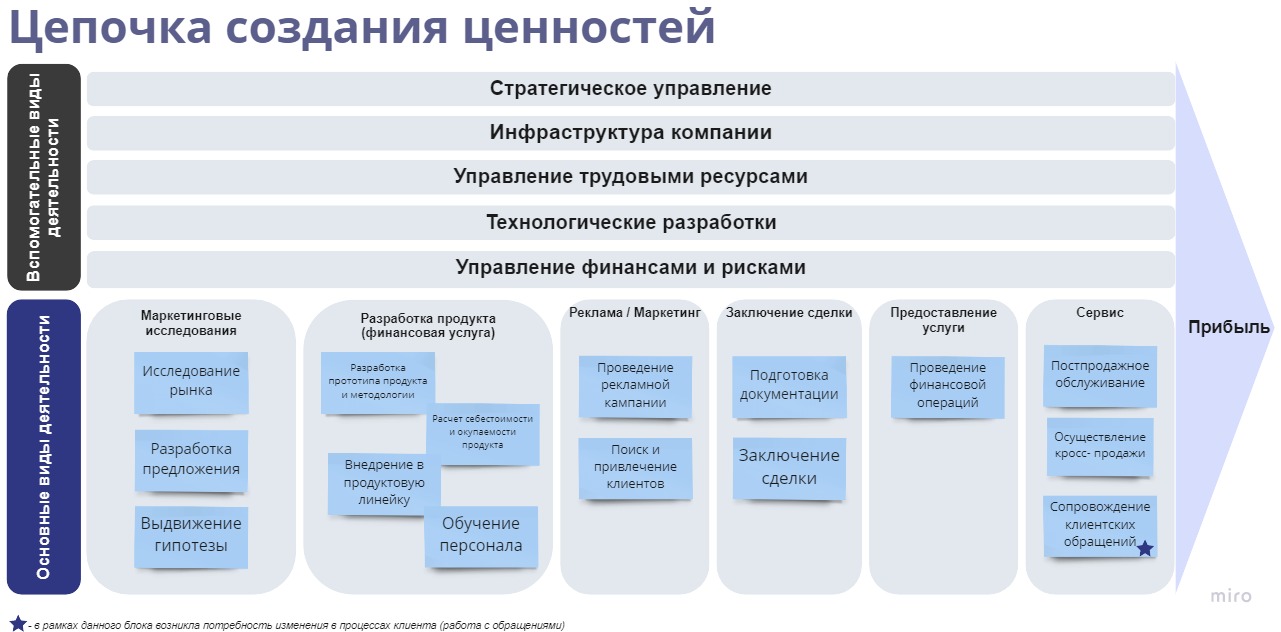 Цепочка создания ценностей
Вспомогательные виды
деятельности
Стратегическое управление
Инфраструктура компании
Управление трудовыми ресурсами
Технологические разработки
Управление финансами и рисками
Прибыль
Основные виды деятельности
Маркетинговые
исследования
Исследование
рынка
Разработка
предложения
Выдвижение
гипотезы
Разработка продукта
(финансовая услуга)
Разработка
прототипа продукта
и методологии
Расчет себестоимости
и окупаемости
продукта
Внедрение в
продуктовую
линейку
Обучение
персонала
Реклама / Маркетинг
Проведение
рекламной
кампании
Поиск и
привлечение
клиентов
Заключение сделки
Подготовка
документации
Заключение
сделки
Предоставление
услуги
Проведение
финансовой
операций
Сервис
Постпродажное
обслуживание
Осуществление
кросс- продажи
Сопровождение
клиентских
обращений
miro
- в рамках данного блока возникла потребность изменения в процессах клиента (работа с обращениями)